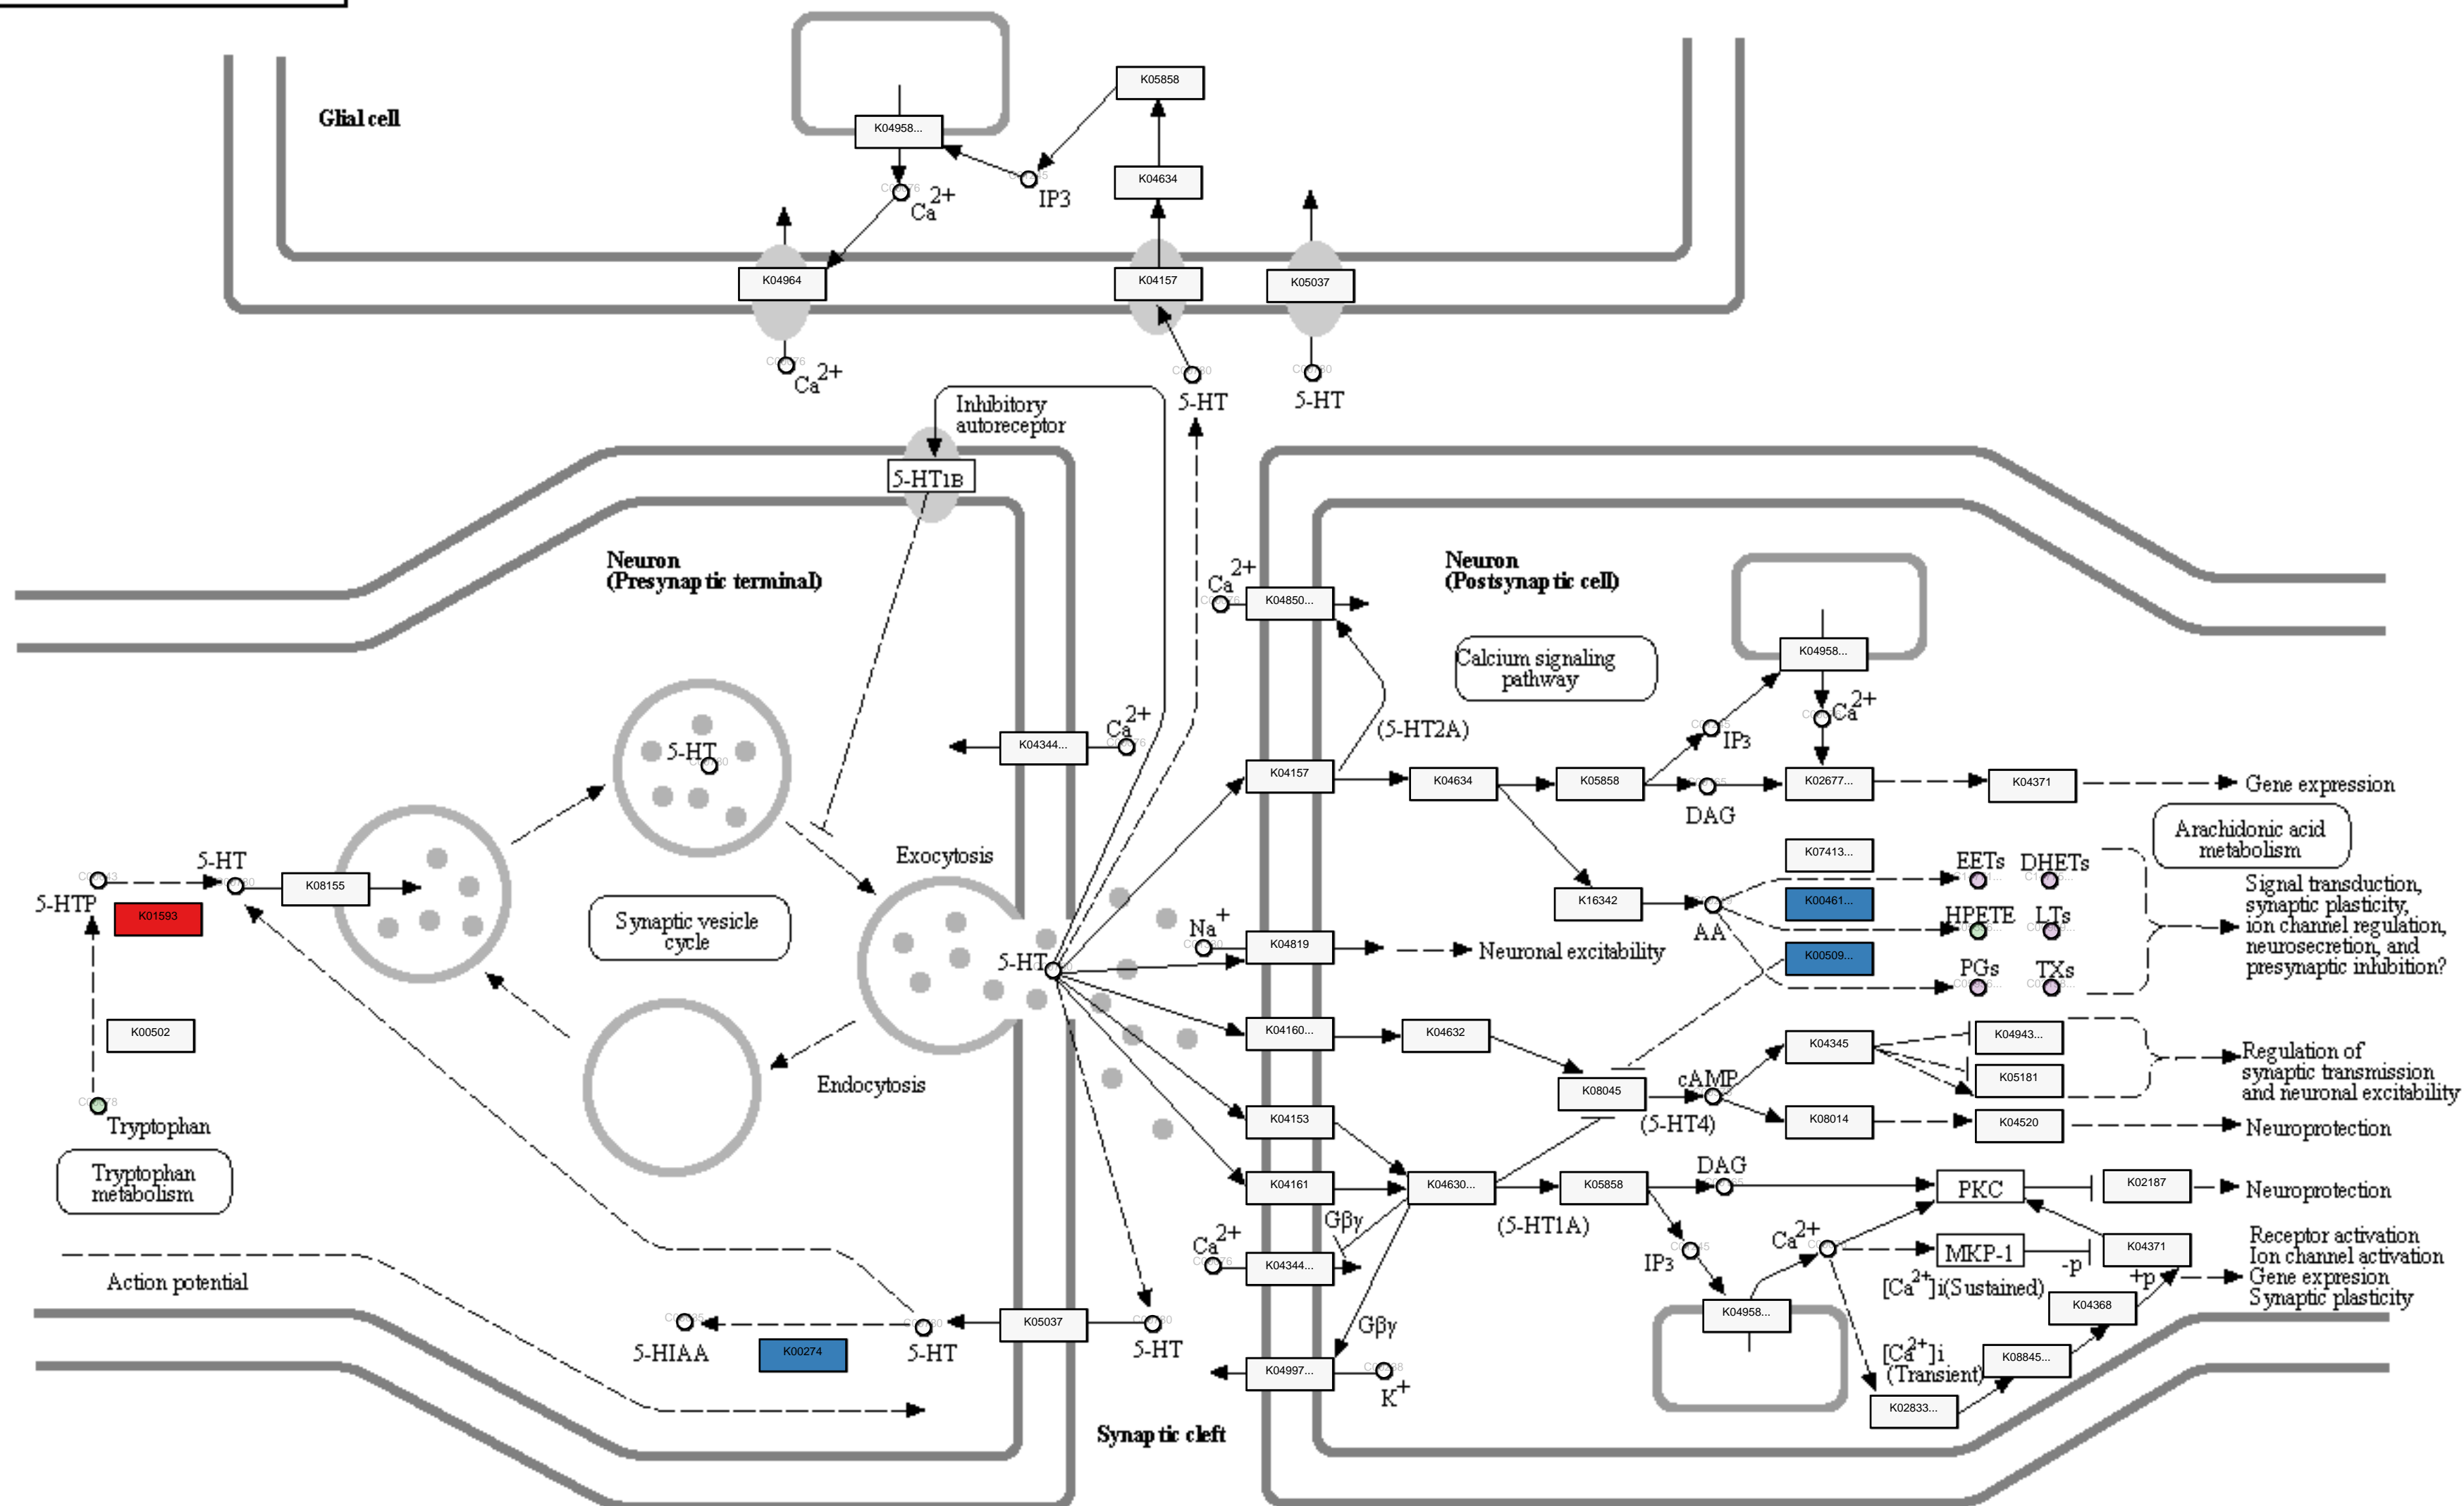 K05858
Glial cell
K04958...
K04634
IP3
Ca2+
K04964
K04157
K05037
Ca2+
5-HT
5-HT
Inhibitory
autoreceptor
5-HT1B
Neuron
(Presynaptic terminal)
Neuron
(Postsynaptic cell)
Ca2+
K04850...
Calcium signaling
pathway
K04958...
Ca2+
(5-HT2A)
IP3
5-HT
K04344...
Ca2+
K04157
K04634
K05858
DAG
K02677...
K04371
Gene expression
Arachidonic acid
metabolism
Exocytosis
K07413...
EETs
DHETs
5-HT
5-HTP
K08155
K01593
Synaptic vesicle
cycle
K16342
AA
K00461...
HPETE
LTs
Signal transduction,
synaptic plasticity,
ion channel regulation,
neurosecretion, and
presynaptic inhibition?
Na+
K04819
Neuronal excitability
K00509...
PGs
TXs
5-HT
K00502
K04160...
K04632
K04345
K04943...
K05181
Regulation of
synaptic transmission
and neuronal excitability
Endocytosis
K08045
cAMP
(5-HT4)
K08014
K04520
Neuroprotection
Tryptophan
K04153
Tryptophan
metabolism
K04161
K04630...
K05858
(5-HT1A)
DAG
PKC
K02187
Neuroprotection
Gβγ
Ca2+
K04344...
IP3
Ca2+
MKP-1
-p
K04371
+p
Receptor activation
Ion channel activation
Gene expresion
Synaptic plasticity
Action potential
[Ca2+]i(Sustained)
K04368
K04958...
5-HIAA
K00274
5-HT
K05037
5-HT
Gβγ
K04997...
K+
[Ca2+]i
(Transient)
K08845...
K02833...
Synaptic cleft